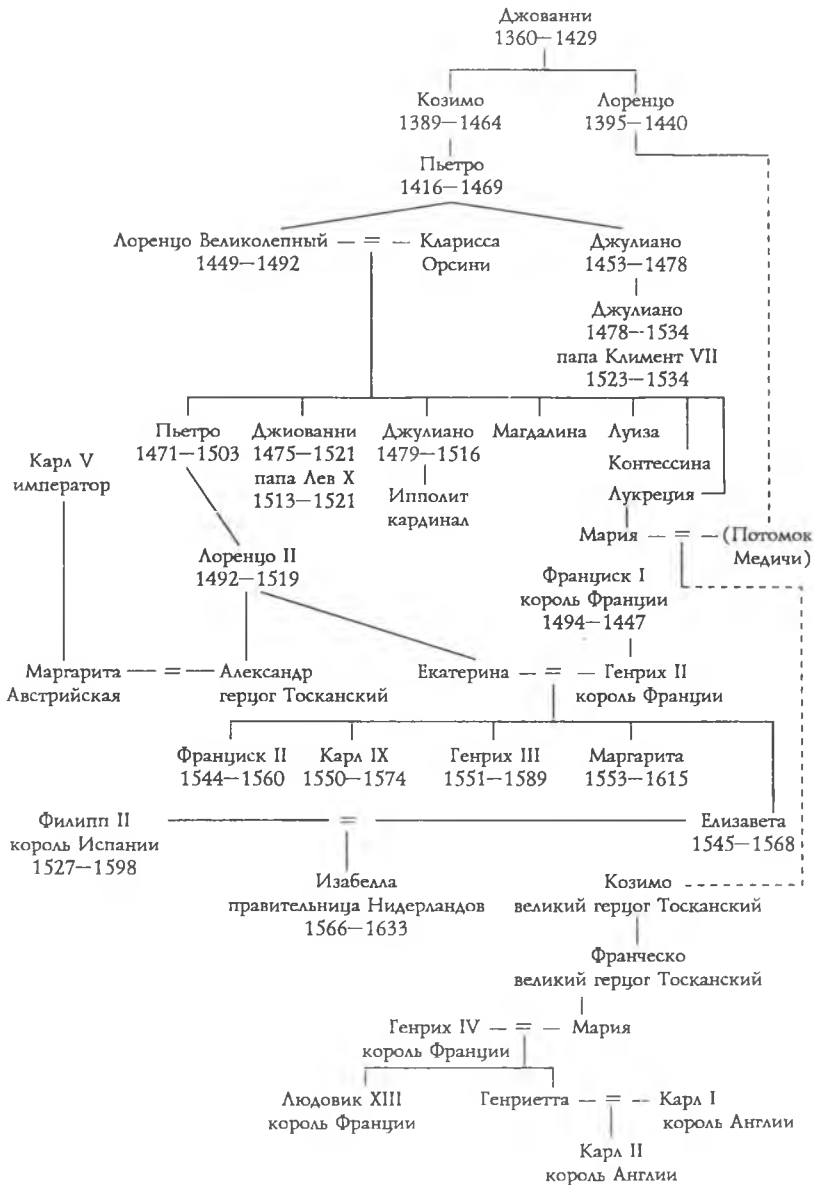 Джованни
1360—1429
Козимо
1389—1464
Лоренцо
1395—1440
Пьетро
1416—1469
Лоренцо Великолепный — = — Кларисса
1449—1492
Орсини
Джулиано
1453—1478
Джулиано
1478—1534
папа Климент VII
1523—1534
Пьетро
1471—1503
Джиованни
1475—1521
папа Лев X
1513—1521
Джулиано
1479—1516
Ипполит
кардинал
Магдалина
Луиза
Контессина
Лукреция
Карл V
император
Мария — = — (Потомок
Медичи)
Лоренцо II
1492—1519
Франциск I
король Франции
1494—1447
Маргарита — = — Александр
Австрийская
герцог Тосканский
Екатерина — = — Генрих II
король Франции
Франциск II
1544—1560
Карл IX
1550—1574
Генрих III
1551—1589
Маргарита
1553—1615
Филипп II
король Испании
1527—1598
=
Елизавета
1545—1568
Изабелла
правительница Нидерландов
1566—1633
Козимо
великий герцог Тосканский
Франческо
великий герцог Тосканский
Генрих IV — = — Мария
король Франции
Людовик XIII
король Франции
Генриетта — = — Карл I
король Англии
Карл II
король Англии